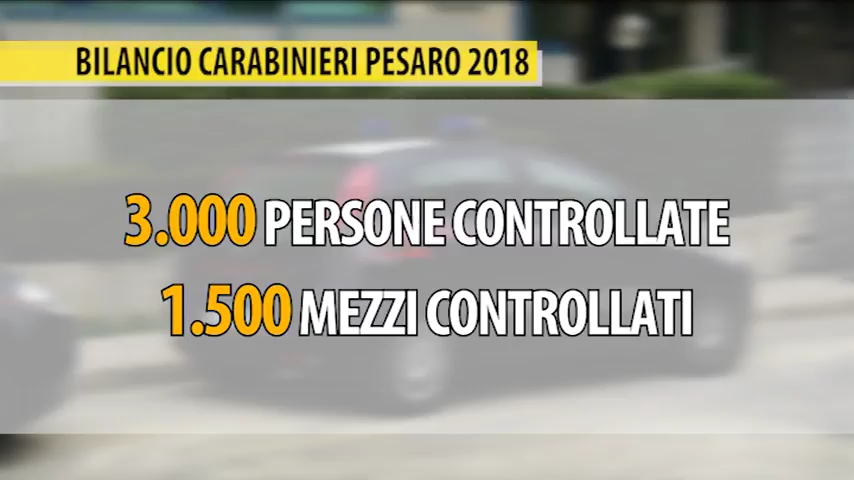 BILANCIO CARABINIERI PESARO 2018
3.000 PERSONE CONTROLLATE
1.500 MEZZI CONTROLLATI